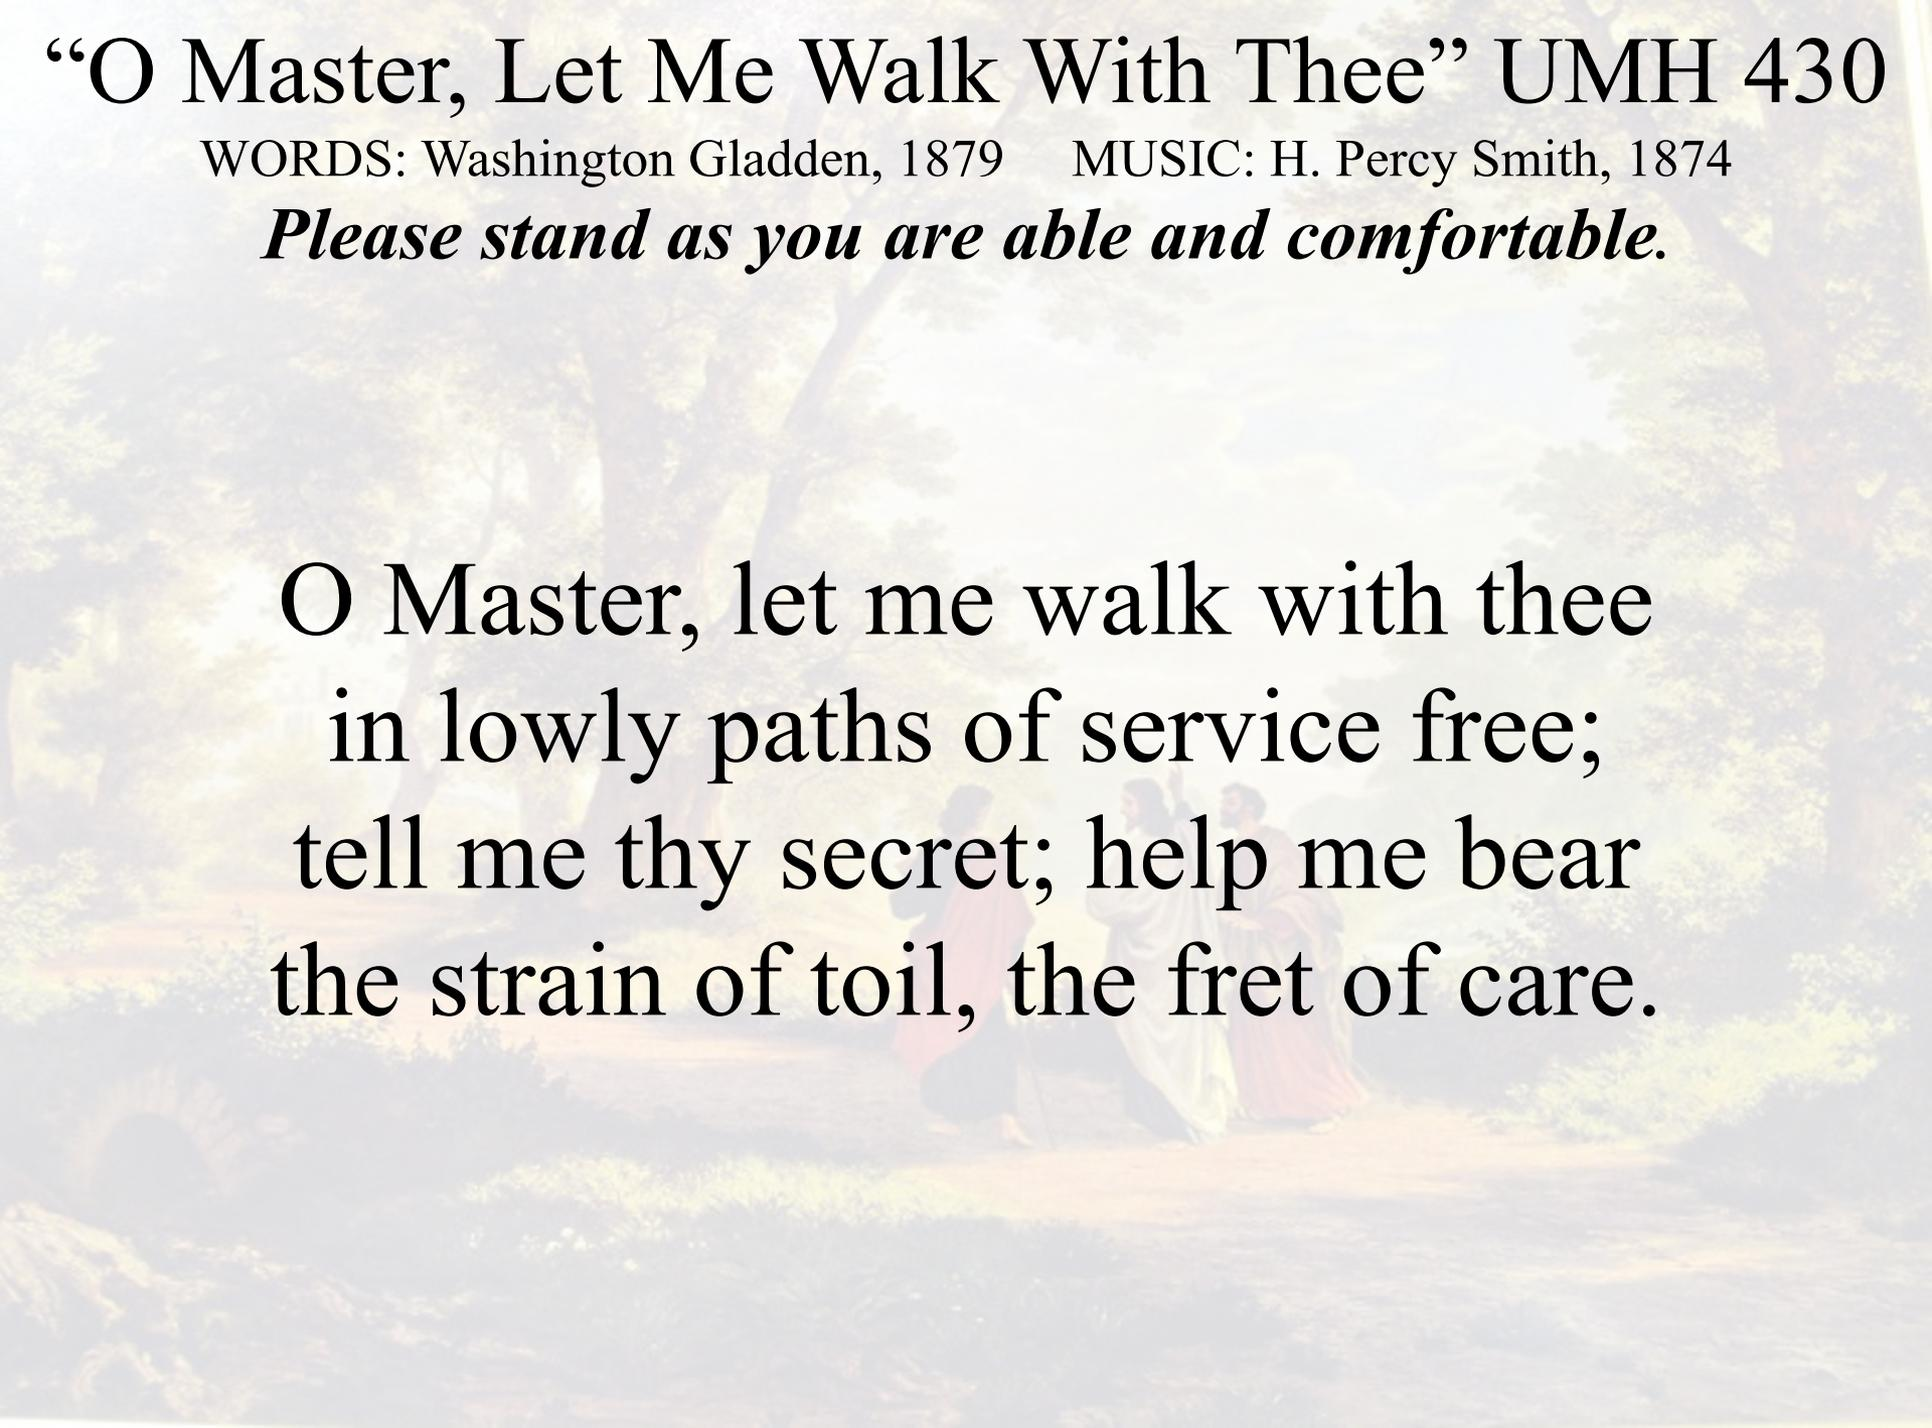 “O Master, Let Me Walk With Thee” UMH 430
WORDS: Washington Gladden, 1879 MUSIC: H. Percy Smith, 1874
Please stand as you are able and comfortable.
O Master, let me walk with thee
in lowly paths of service free;
tell me thy secret; help me bear
the strain of toil, the fret of care.